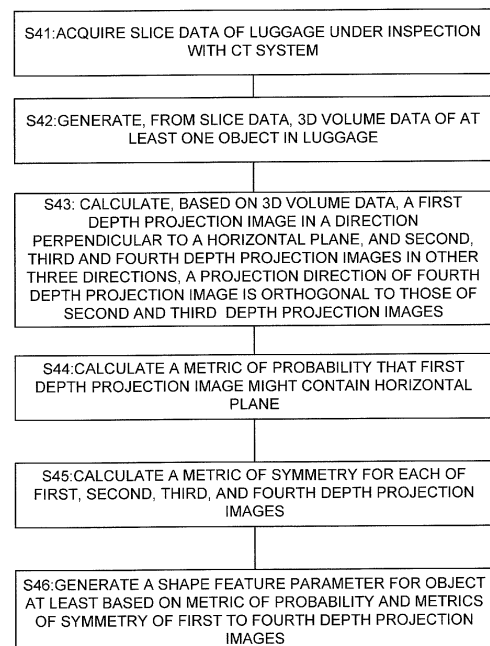 S41:ACQUIRE SLICE DATA OF LUGGAGE UNDER INSPECTION
WITH CT SYSTEM
S42:GENERATE, FROM SLICE DATA, 3D VOLUME DATA OF AT
LEAST ONE OBJECT IN LUGGAGE
S43: CALCULATE, BASED ON 3D VOLUME DATA, A FIRST
DEPTH PROJECTION IMAGE IN A DIRECTION
PERPENDICULAR TO A HORIZONTAL PLANE, AND SECOND,
THIRD AND FOURTH DEPTH PROJECTION IMAGES IN OTHER
THREE DIRECTIONS, A PROJECTION DIRECTION OF FOURTH
DEPTH PROJECTION IMAGE IS ORTHOGONAL TO THOSE OF
SECOND AND THIRD DEPTH PROJECTION IMAGES
S44:CALCULATE A METRIC OF PROBABILITY THAT FIRST
DEPTH PROJECTION IMAGE MIGHT CONTAIN HORIZONTAL
PLANE
S45:CALCULATE A METRIC OF SYMMETRY FOR EACH OF
FIRST, SECOND, THIRD, AND FOURTH DEPTH PROJECTION
IMAGES
S46:GENERATE A SHAPE FEATURE PARAMETER FOR OBJECT
AT LEAST BASED ON METRIC OF PROBABILITY AND METRICS
OF SYMMETRY OF FIRST TO FOURTH DEPTH PROJECTION
IMAGES